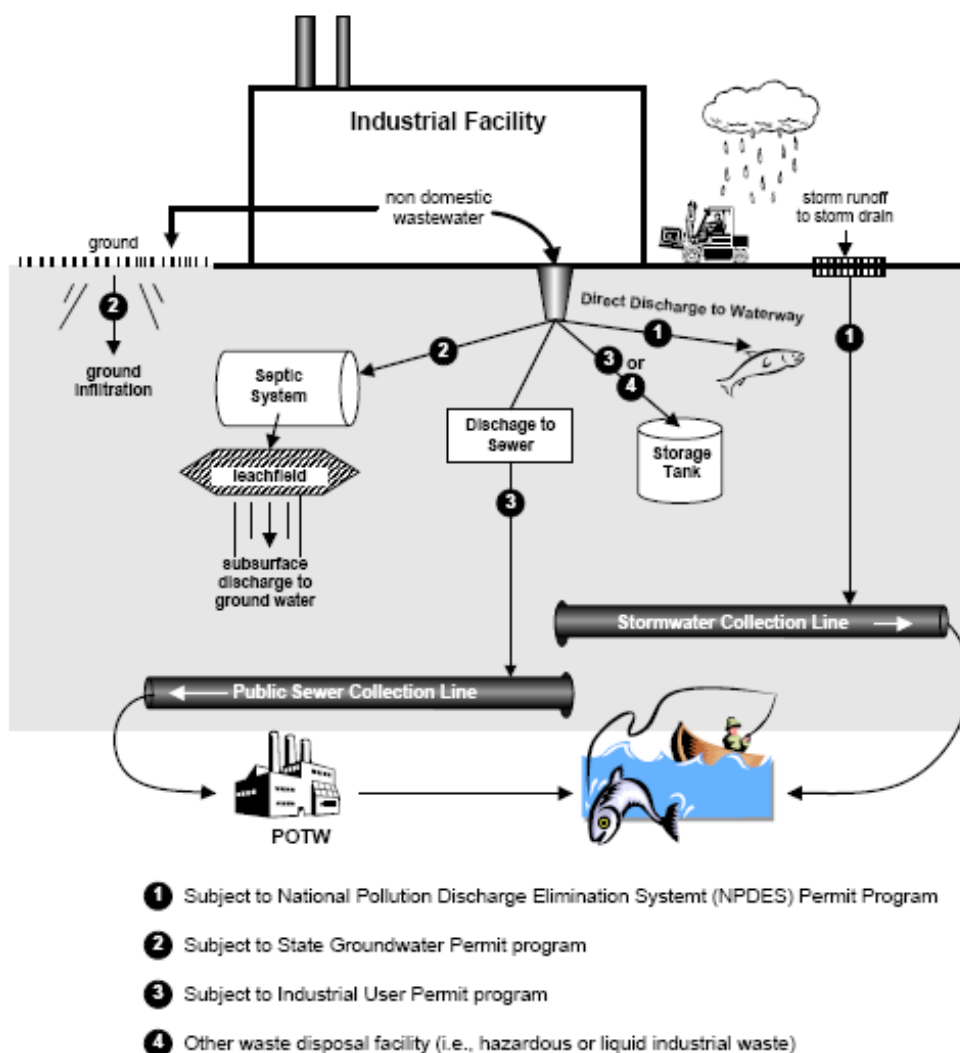 Industrial Facility
non domestic
wastewater
storm runoff
to storm drain
ground
2
ground
infiltration
Direct Discharge to Waterway
1
1
2
3
or
4
Septic
System
leachfield
subsurface
discharge to
ground water
Dischage to
Sewer
3
Storage
Tank
Stormwater Collection Line
Public Sewer Collection Line
POTW
1 Subject to National Pollution Discharge Elimination Systemt (NPDES) Permit Program
2 Subject to State Groundwater Permit program
3 Subject to Industrial User Permit program
4 Other waste disposal facility (i.e., hazardous or liquid industrial waste)